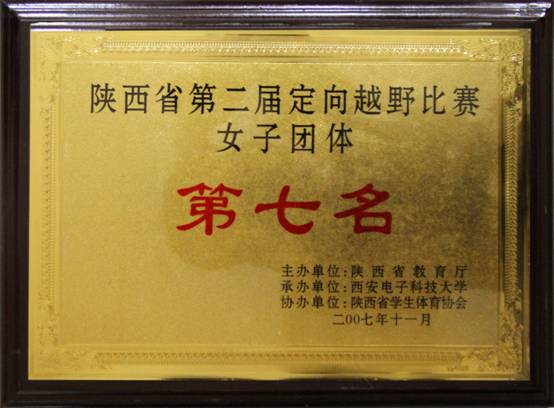 陕西省第二届定向越野比赛
女子团体
第七名
主办单位:陕西省教育厅
承办单位:西安电子科技大学
协办单位:陕西省学生体育协会
二00七年十一月